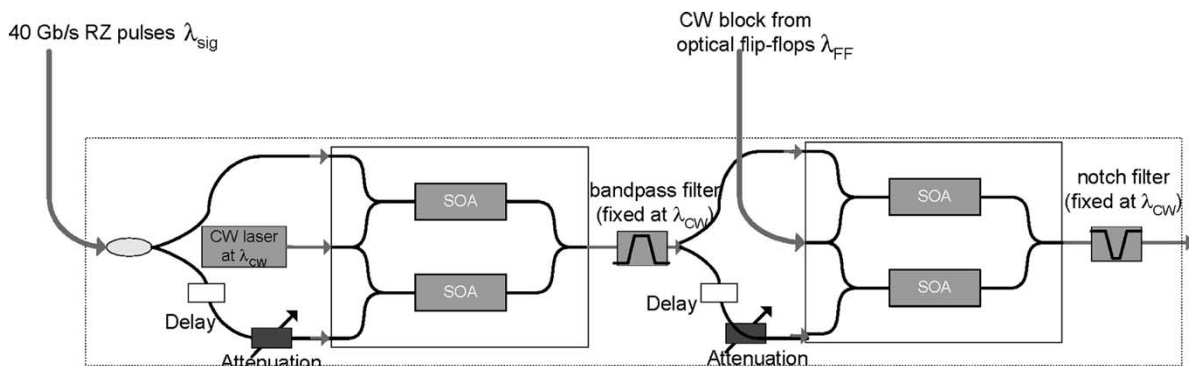 40 Gb/s RZ pulses λsig
CW block from
optical flip-flops λFF
SOA
SOA
CW laser
at λCW
Delay
Attenuation
bandpass filter
(fixed at λCW)
SOA
SOA
Delay
Attenuation
notch filter
(fixed at λCW)